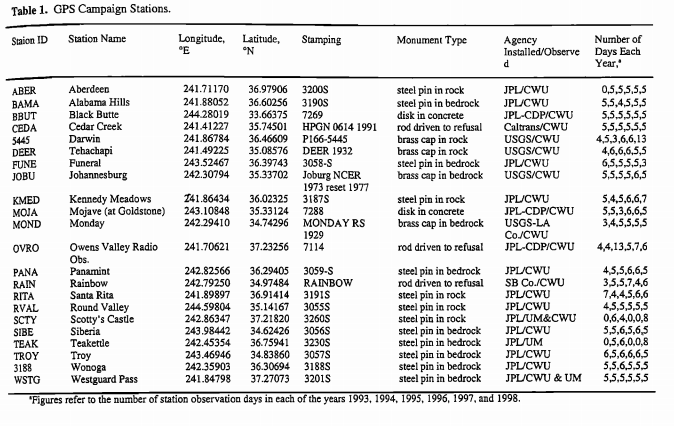 Table 1. GPS Campaign Stations.
Staion ID Station Name Longitude, Latitude, Stamping Monument Type Agency Number of
°E °N Installed/Observe Days Each
d Year,ª
ABER Aberdeen 241.71170 36.97906 3200S steel pin in rock JPL/CWU 0,5,5,5,5,5
BAMA Alabama Hills 241.88052 36.60256 3190S steel pin in bedrock JPL/CWU 5,5,4,5,5,5
BBUT Black Butte 244.28019 33.66375 7269 disk in concrete JPL-CDP/CWU 5,5,5,5,5,5
CEDA Cedar Creek 241.41227 35.74501 HPGN 0614 1991 rod driven to refusal Caltrans/CWU 5,5,5,5,5,5
5445 Darwin 241.86784 36.46609 P166-5445 brass cap in rock USGS/CWU 4,5,3,6,6,13
DEER Tehachapi 241.49225 35.08576 DEER 1932 brass cap in rock USGS/CWU 4,6,6,6,5,5
FUNE Funeral 243.52467 36.39743 3058-S steel pin in bedrock JPL/CWU 6,5,5,5,5,3
JOBU Johannesburg 242.30794 35.33702 Joburg NCER brass cap in bedrock USGS/CWU 5,5,5,5,6,5
1973 reset 1977
KMED Kennedy Meadows 241.86434 36.02325 3187S steel pin in rock JPL/CWU 5,4,5,6,6,7
MOJA Mojave (at Goldstone) 243.10848 35.33124 7288 disk in concrete JPL-CDP/CWU 5,5,3,6,6,5
MOND Monday 242.29410 34.74296 MONDAY RS brass cap in bedrock USGS-LA 3,4,5,5,5,5
1929 Co./CWU
OVRO Owens Valley Radio 241.70621 37.23256 7114 rod driven to refusal JPL-CDP/CWU 4,4,13,5,7,6
Obs.
PANA Panamint 242.82566 36.29405 3059-S steel pin in bedrock JPL/CWU 4,5,5,6,6,5
RAIN Rainbow 242.79250 34.97484 RAINBOW rod driven to refusal SB Co./CWU 3,5,5,7,4,6
RITA Santa Rita 241.89897 36.91414 3191S steel pin in rock JPL/CWU 7,4,4,5,6,6
RVAL Round Valley 244.59804 35.14167 3055S steel pin in rock JPL/CWU 4,5,5,5,5,5
SCTY Scotty's Castle 242.86347 37.21820 3260S steel pin in rock JPL/UM&CWU 0,6,4,0,0,8
SIBE Siberia 243.98442 34.62426 3056S steel pin in bedrock JPL/CWU 5,5,6,5,6,5
TEAK Teakettle 242.45354 36.75941 3230S steel pin in bedrock JPL/UM 0,5,6,0,0,8
TROY Troy 243.46946 34.83860 3057S steel pin in bedrock JPL/CWU 6,5,6,6,6,5
3188 Wonoga 242.35903 36.30694 3188S steel pin in bedrock JPL/CWU 5,5,6,5,5,5
WSTG Westguard Pass 241.84798 37.27073 3201S steel pin in bedrock JPL/CWU & UM 5,5,5,5,5,5
ªFigures refer to the number of station observation days in each of the years 1993, 1994, 1995, 1996, 1997, and 1998.